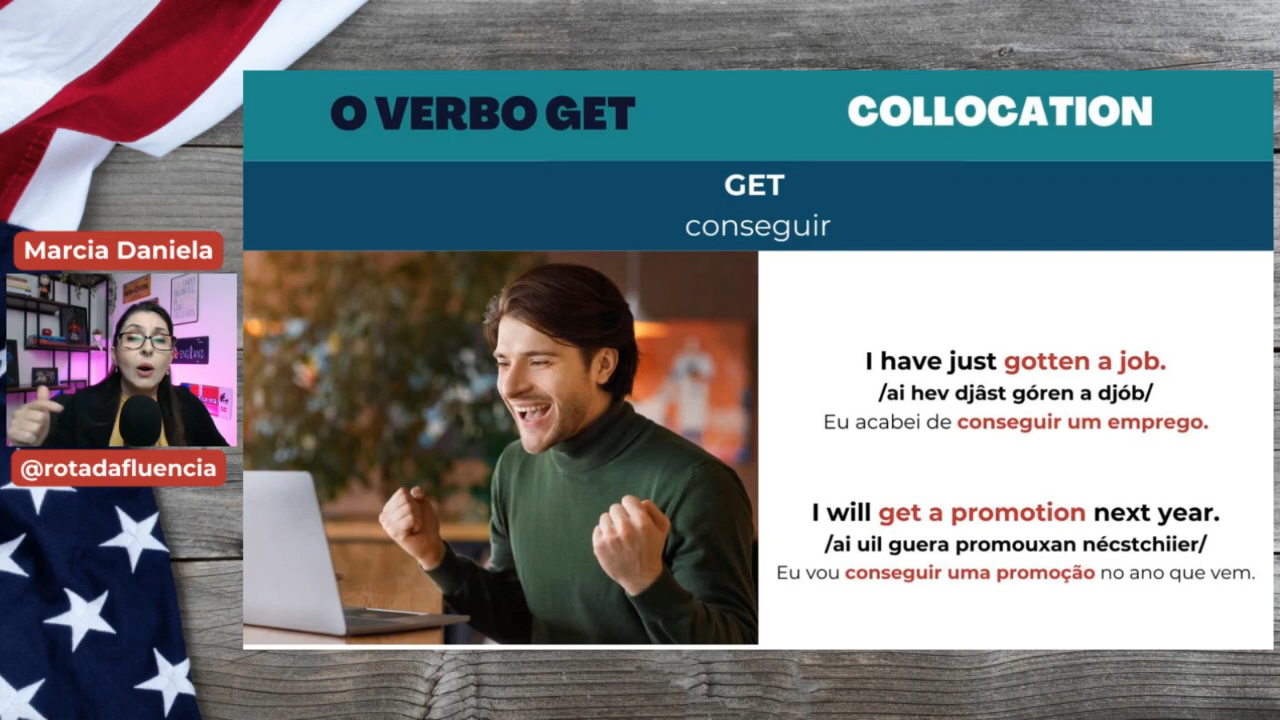 O VERBO GET
COLLOCATION
GET
conseguir
Marcia Daniela
@rotadafluencia
I have just gotten a job.
/ai hev djâst góren a djób/
Eu acabei de conseguir um emprego.
I will get a promotion next year.
/ai uil guera promouxan nécstchiier/
Eu vou conseguir uma promoção no ano que vem.